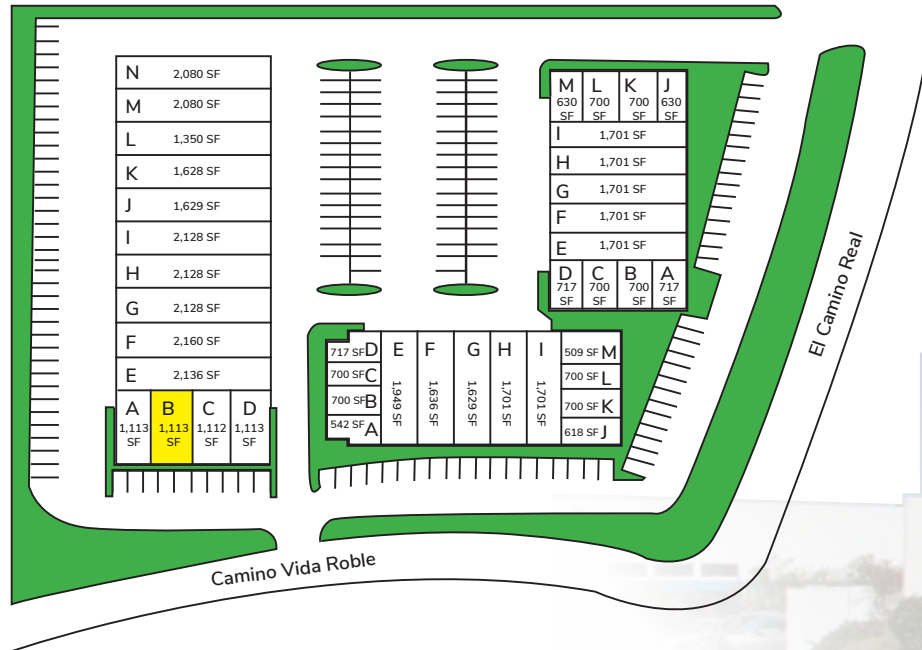 N 2,080 SF
M 2,080 SF
L 1,350 SF
K 1,628 SF
J 1,629 SF
I 2,128 SF
H 2,128 SF
G 2,128 SF
F 2,160 SF
E 2,136 SF
A B C D
1,113 1,113 1,112 1,113
SF SF SF SF
M L K J
630 700 700 630
SF SF SF SF
I 1,701 SF
H 1,701 SF
G 1,701 SF
F 1,701 SF
E 1,701 SF
D C B A
717 700 700 717
SF SF SF SF
717 SF D
700 SF C
700 SF B
542 SF A
E F G H I
1,949 SF 1,636 SF 1,629 SF 1,701 SF 1,701 SF
509 SF M
700 SF L
700 SF K
618 SF J
El Camino Real
Camino Vida Roble